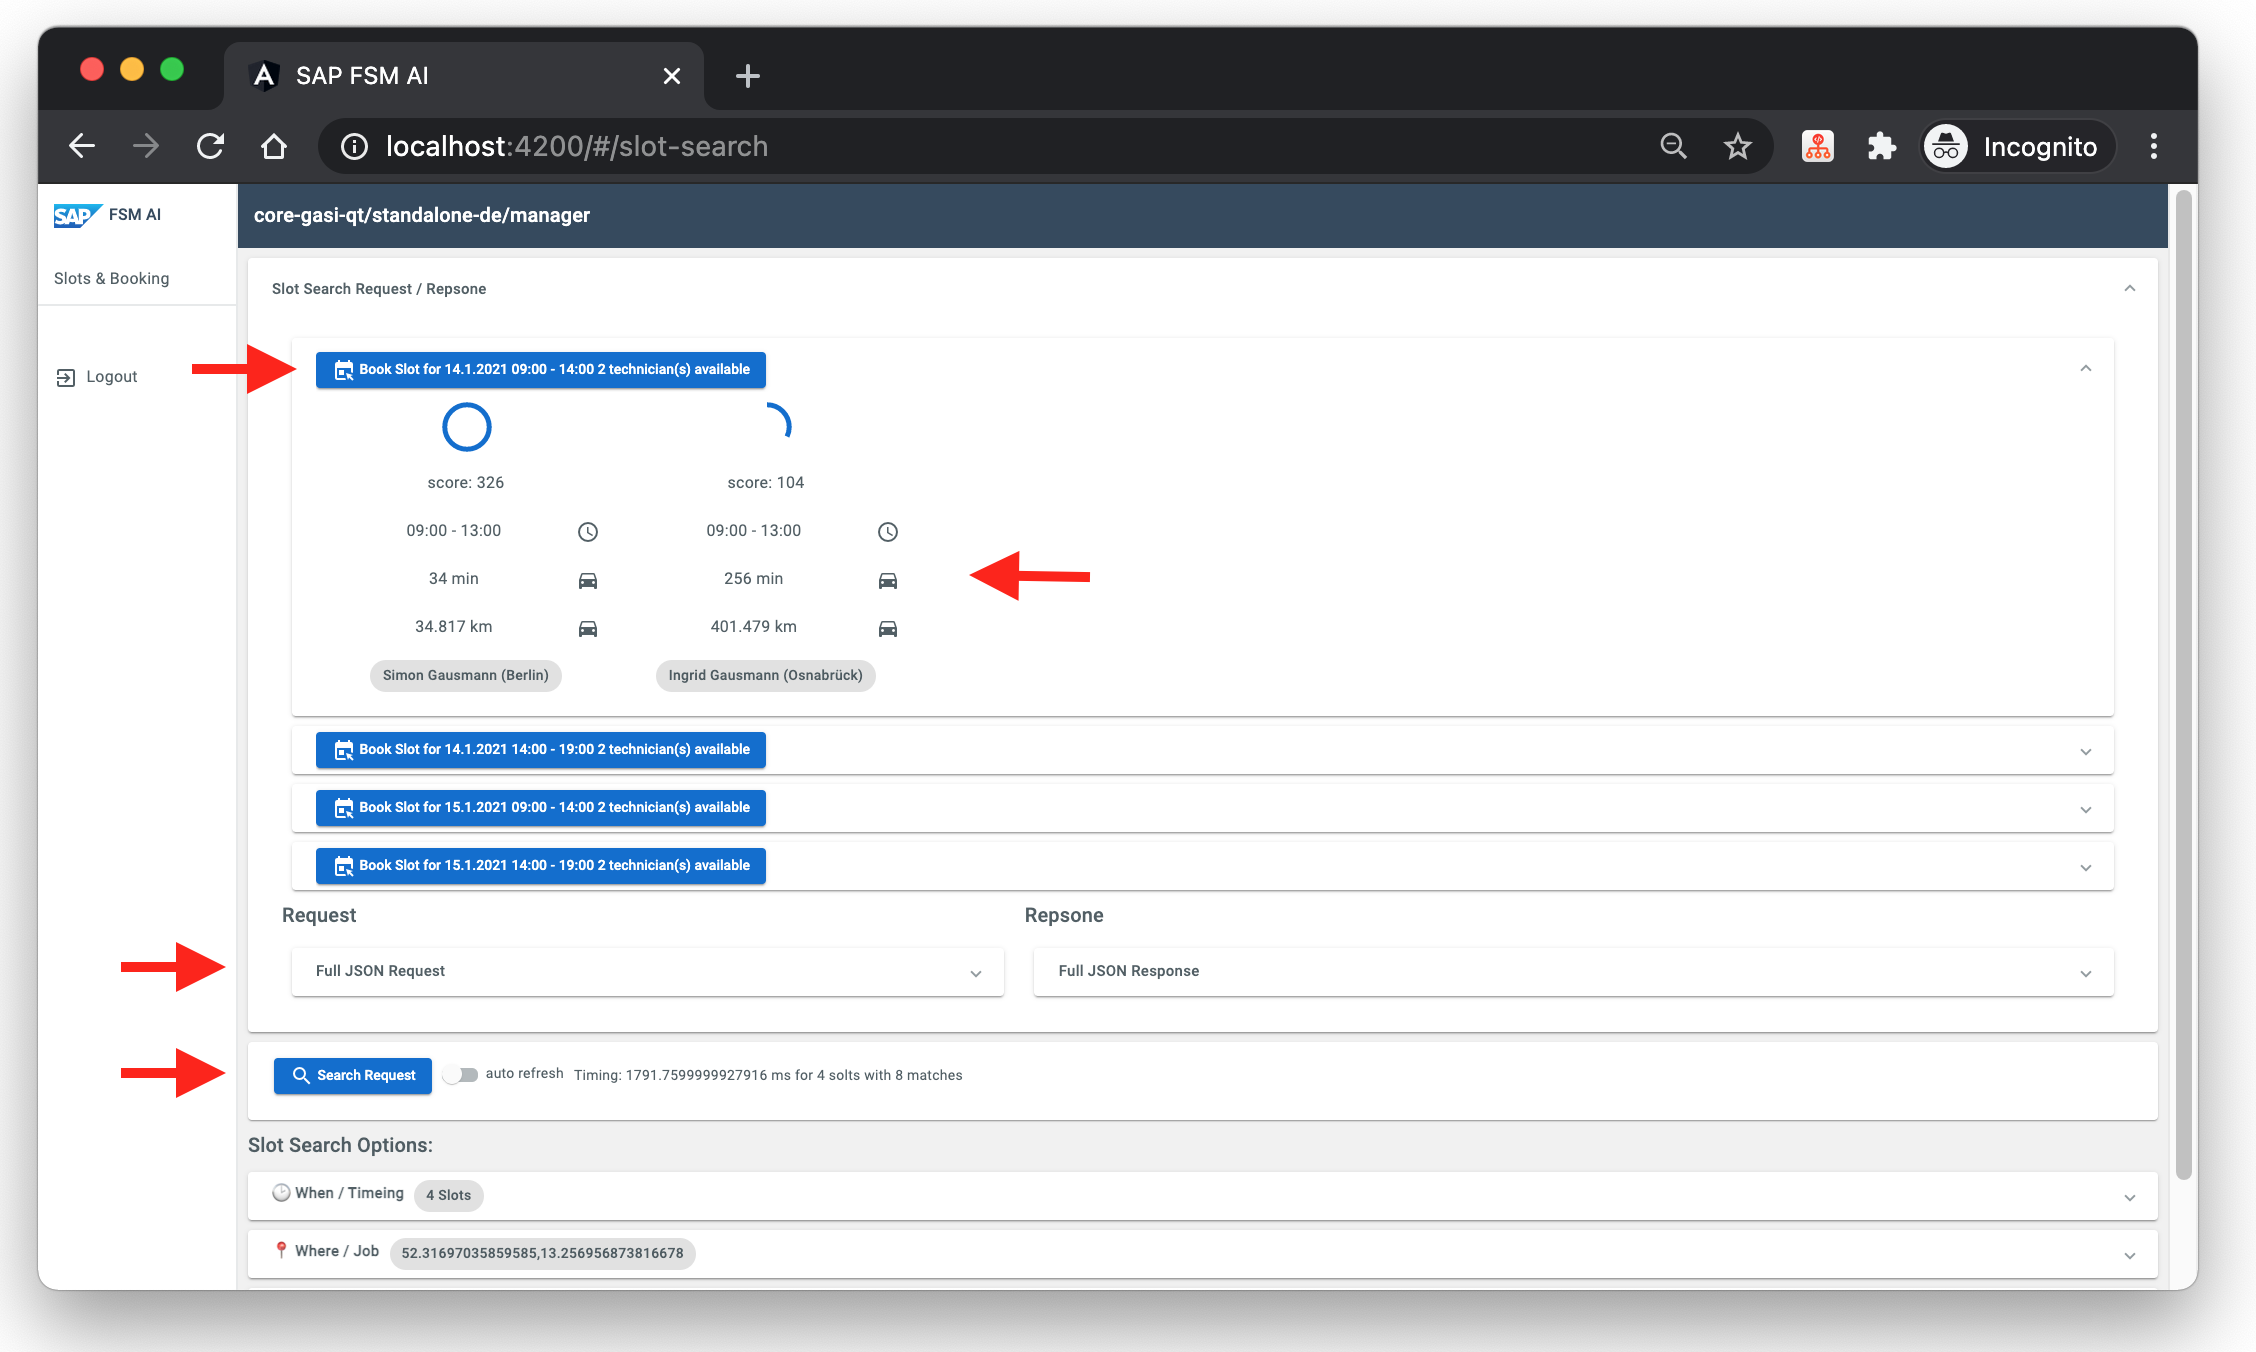 SAP FSM AI
localhost:4200/#/slot-search
Incognito
SAP FSM AI
core-gasi-qt/standalone-de/manager
Slots & Booking
Logout
Slot Search Request / Repsone
Book Slot for 14.1.2021 09:00 - 14:00 2 technician(s) available
score: 326
score: 104
09:00 - 13:00
09:00 - 13:00
34 min
256 min
34.817 km
401.479 km
Simon Gausmann (Berlin)
Ingrid Gausmann (Osnabrück)
Book Slot for 14.1.2021 14:00 - 19:00 2 technician(s) available
Book Slot for 15.1.2021 09:00 - 14:00 2 technician(s) available
Book Slot for 15.1.2021 14:00 - 19:00 2 technician(s) available
Request
Repsone
Full JSON Request
Full JSON Response
Search Request
auto refresh
Timing: 1791.7599999927916 ms for 4 solts with 8 matches
Slot Search Options:
When / Timeing
4 Slots
Where / Job
52.31697035859585,13.256956873816678